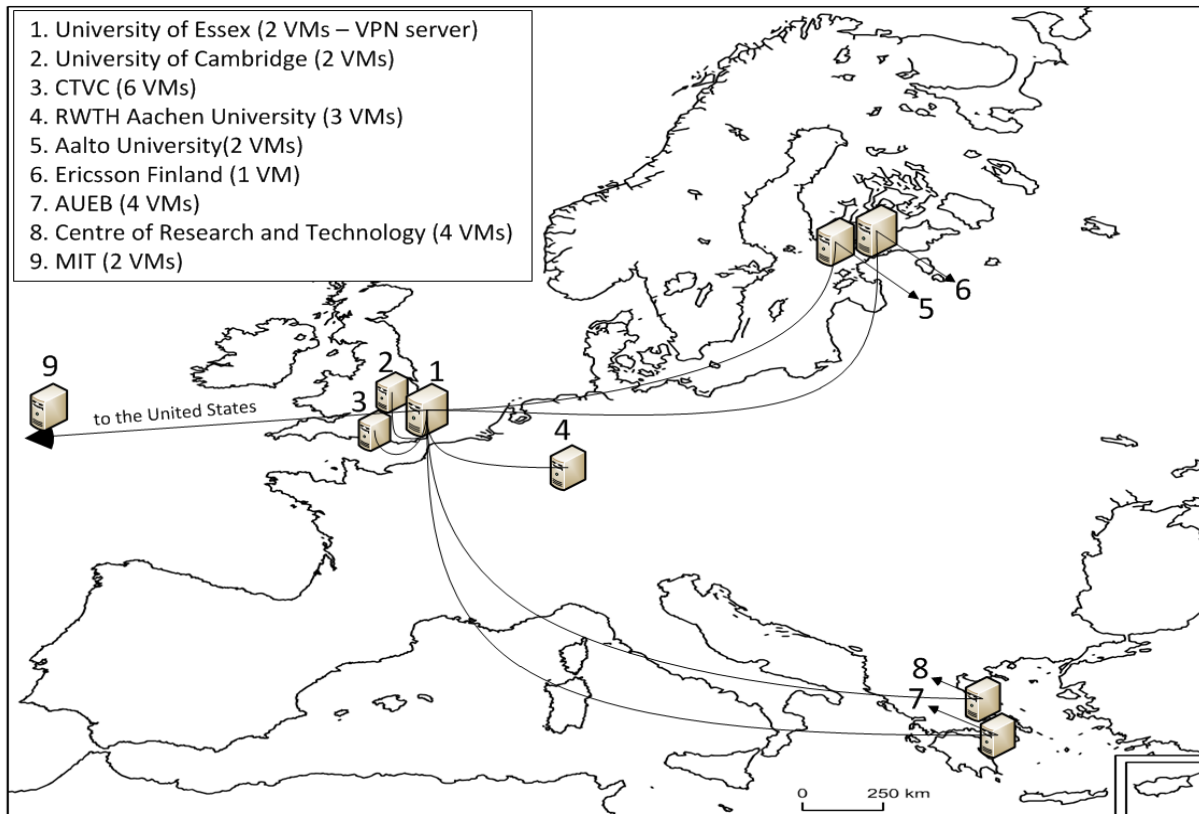 1. University of Essex (2 VMs – VPN server)
2. University of Cambridge (2 VMs)
3. CTVC (6 VMs)
4. RWTH Aachen University (3 VMs)
5. Aalto University(2 VMs)
6. Ericsson Finland (1 VM)
7. AUEB (4 VMs)
8. Centre of Research and Technology (4 VMs)
9. MIT (2 VMs)
6
5
9
2
1
to the United States
3
4
8
7
0 250 km